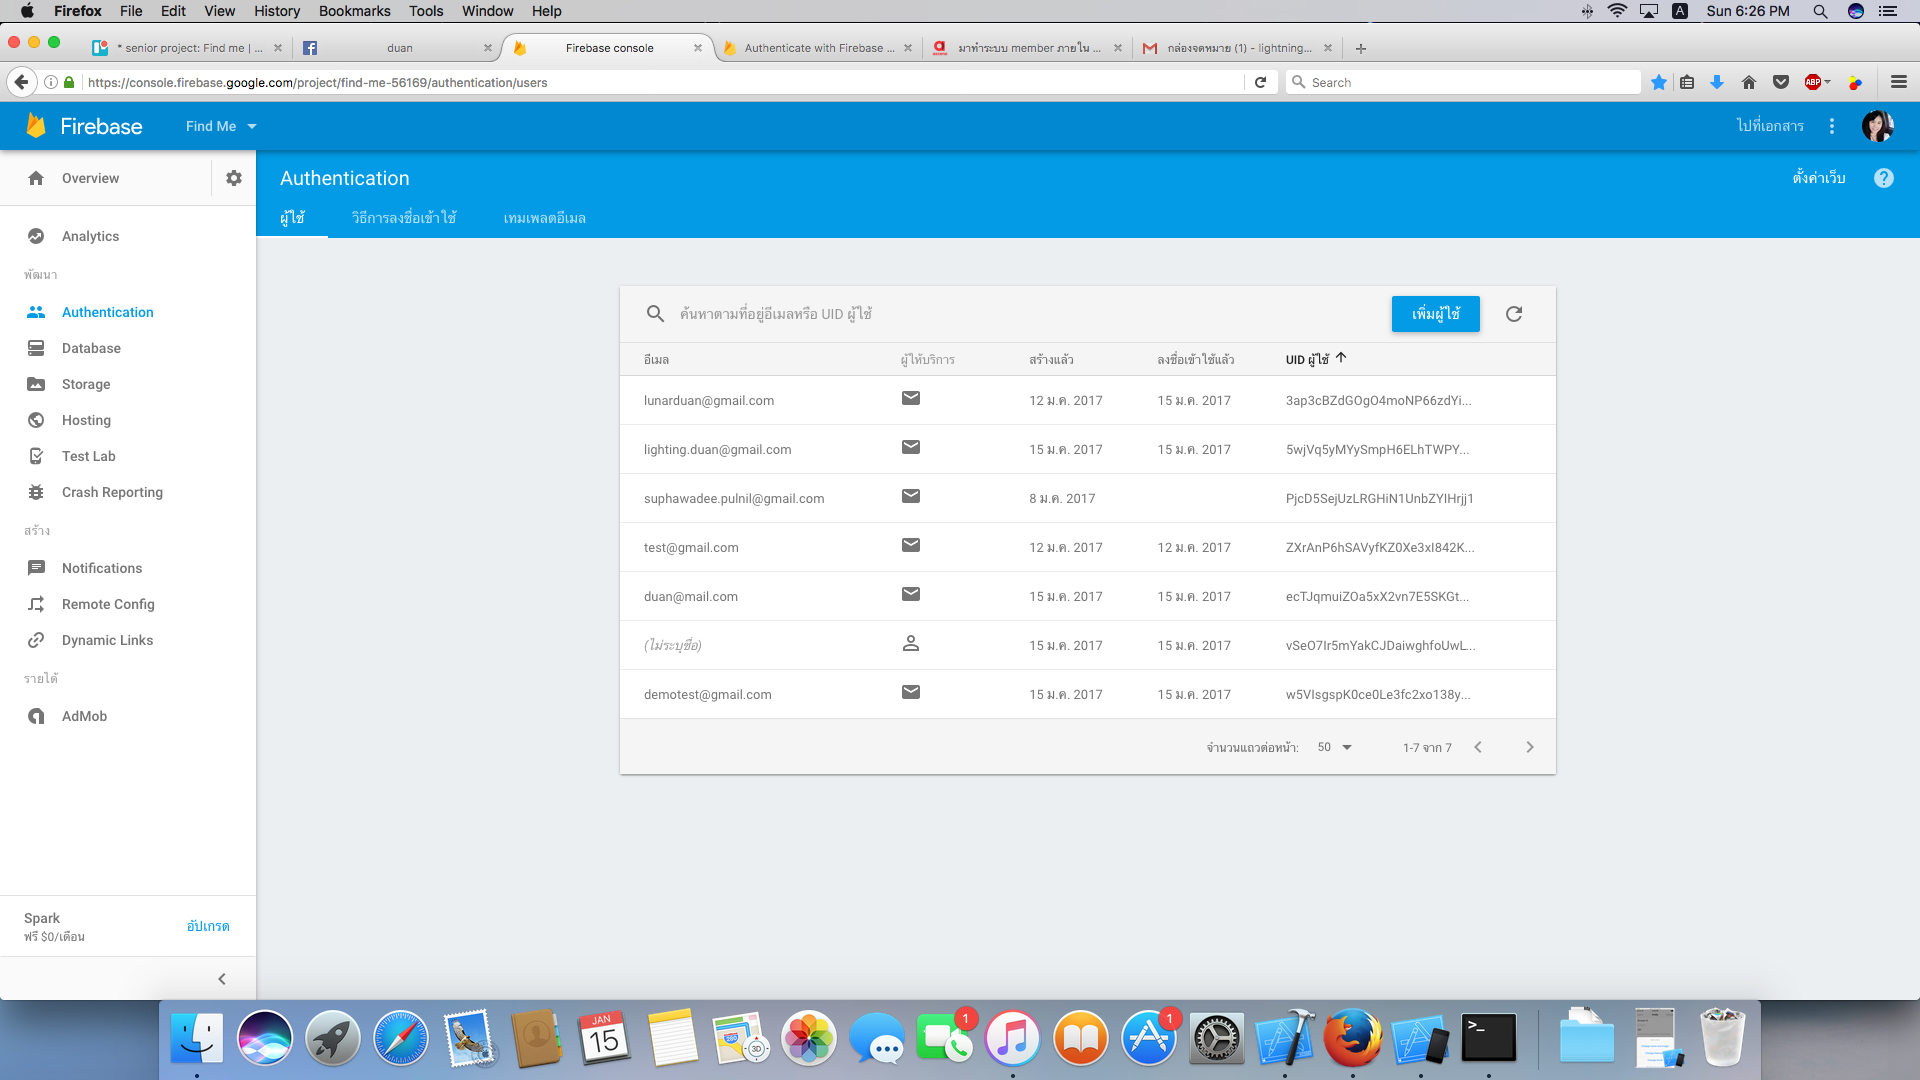 Firefox File Edit View History Bookmarks Tools Window Help A Sun 6:26 PM
* senior project: Find me | ... duan Firebase console Authenticate with Firebase ... มาทำระบบ member ภายใน ... กล่องจดหมาย (1) - lightning...
https://console.firebase.google.com/project/find-me-56169/authentication/users Search ABP
Firebase Find Me ไปที่เอกสาร
Overview Authentication ตั้งค่าเว็บ ?
ผู้ใช้ วิธีการลงชื่อเข้าใช้ เทมเพลตอีเมล
Analytics
พัฒนา
Authentication
Database
Storage
Hosting
Test Lab
Crash Reporting
สร้าง
Notifications
Remote Config
Dynamic Links
รายได้
AdMob
Spark
ฟรี $0/เดือน
อัปเกรด
ค้นหาตามที่อยู่อีเมลหรือ UID ผู้ใช้ เพิ่มผู้ใช้
อีเมล ผู้ให้บริการ สร้างแล้ว ลงชื่อเข้าใช้แล้ว UID ผู้ใช้
lunarduan@gmail.com 12 ม.ค. 2017 15 ม.ค. 2017 3ap3cBZdGOgO4moNP66zdYi...
lighting.duan@gmail.com 15 ม.ค. 2017 15 ม.ค. 2017 5wjVq5yMYySmpH6ELhTWPY...
suphawadee.pulnil@gmail.com 8 ม.ค. 2017 PjcD5SejUzLRGHiN1UnbZYlHrjj1
test@gmail.com 12 ม.ค. 2017 12 ม.ค. 2017 ZXrAnP6hSAVyfKZ0Xe3xI842K...
duan@mail.com 15 ม.ค. 2017 15 ม.ค. 2017 ecTJqmuiZOa5xX2vn7E5SKGt...
(ไม่ระบุชื่อ) 15 ม.ค. 2017 15 ม.ค. 2017 vSeO7Ir5mYakCJDaiwghfoUwL...
demotest@gmail.com 15 ม.ค. 2017 15 ม.ค. 2017 w5VIsgspK0ce0Le3fc2xo138y...
จำนวนแถวต่อหน้า: 50 1-7 จาก 7
JAN
15
280
3D
1
1
>_